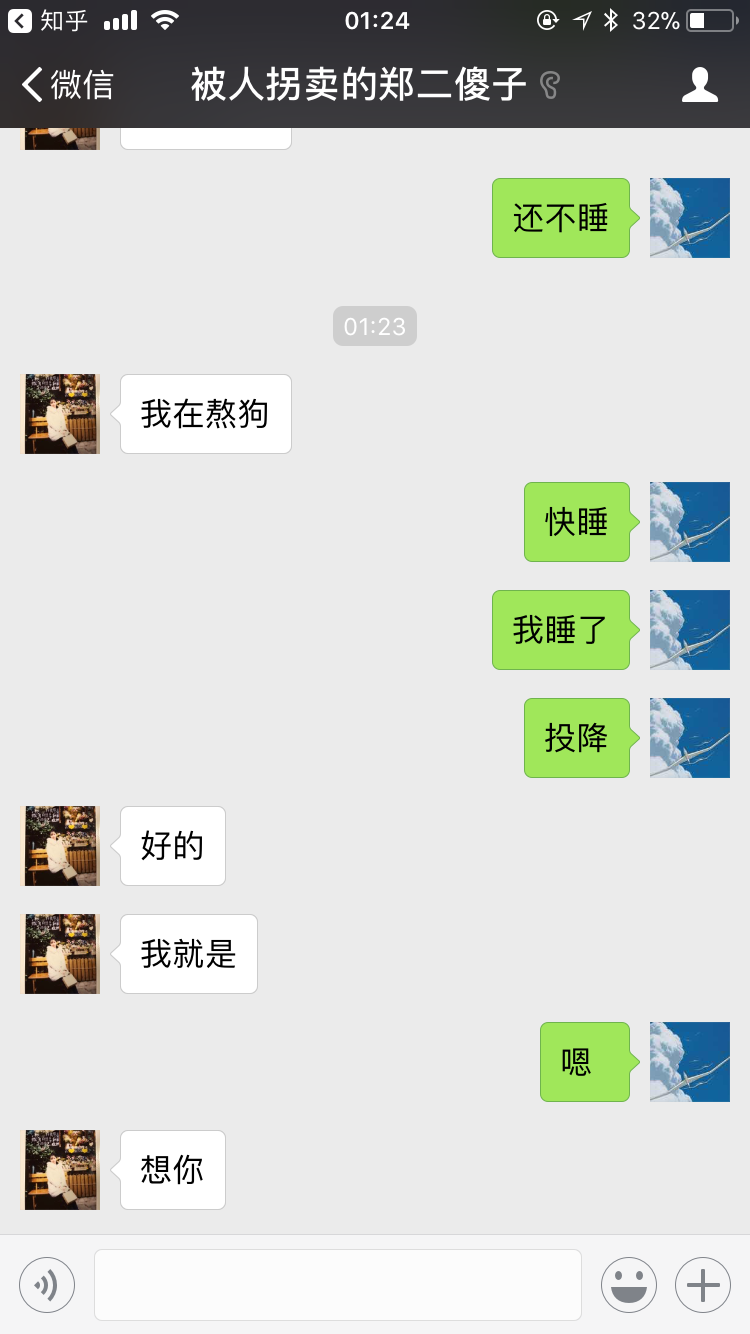 知乎 01:24 32%
微信 被人拐卖的郑二傻子
还不睡
01:23
我在熬狗
快睡
我睡了
投降
好的
我就是
嗯
想你